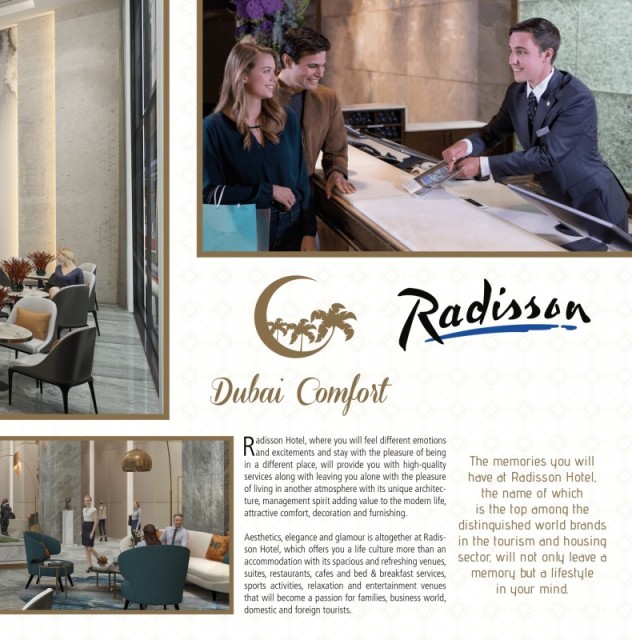 Radisson
Dubai Comfort
Radisson Hotel, where you will feel different emotions
and excitements and stay with the pleasure of being
in a different place, will provide you with high-quality
services along with leaving you alone with the pleasure
of living in another atmosphere with its unique architec-
ture, management spirit adding value to the modern life,
attractive comfort, decoration and furnishing.
Aesthetics, elegance and glamour is altogether at Radis-
son Hotel, which offers you a life culture more than an
accommodation with its spacious and refreshing venues,
suites, restaurants, cafes and bed & breakfast services,
sports activities, relaxation and entertainment venues
that will become a passion for families, business world,
domestic and foreign tourists.
The memories you will
have at Radisson Hotel,
the name of which
is the top among the
distinguished world brands
in the tourism and housing
sector, will not only leave a
memory but a lifestyle
in your mind.